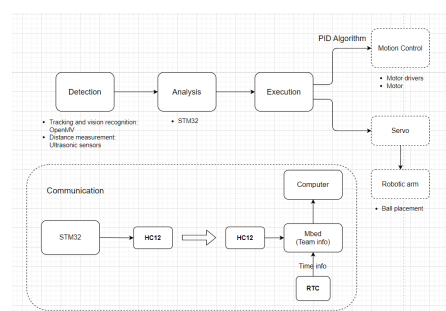 PID Algorithm
Motion Control
Detection
Analysis
Execution
• Motor drivers
• Motor
• Tracking and vision recognition:
OpenMV
• Distance measurement:
Ultrasonic sensors
• STM32
Servo
Robotic arm
• Ball placement
Communication
Computer
STM32
HC12
HC12
Mbed
(Team info)
Time info
RTC